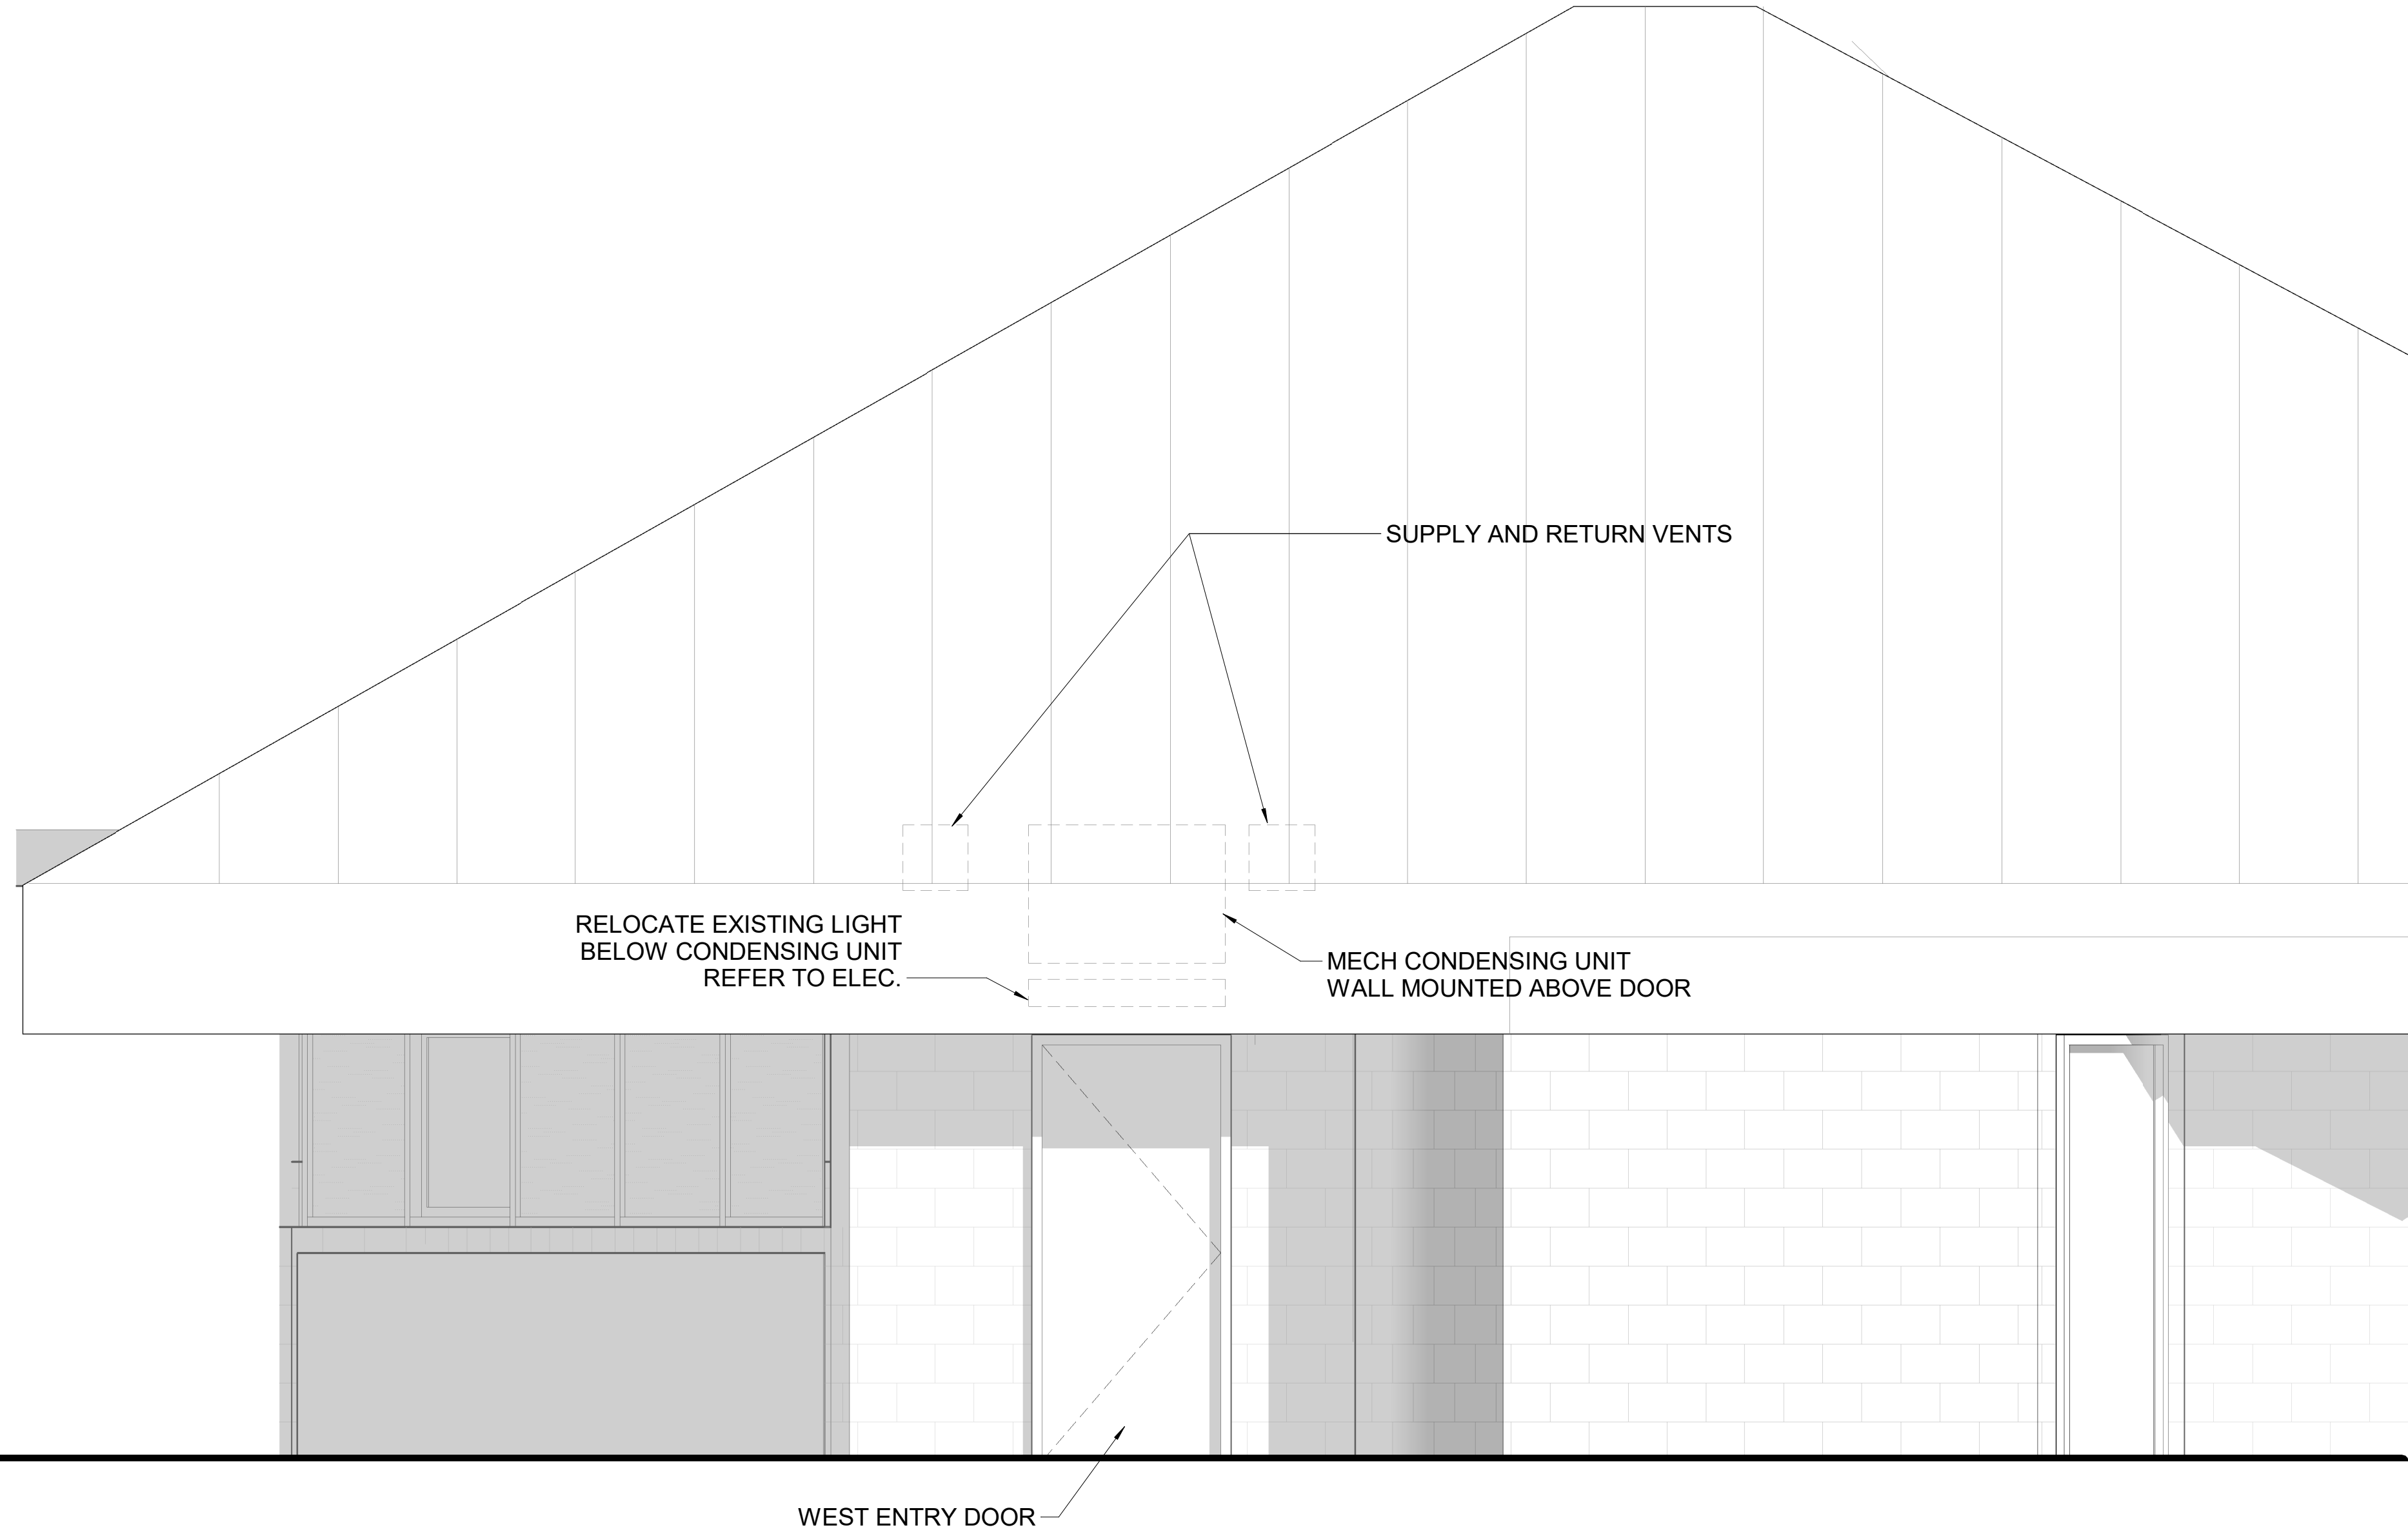 SUPPLY AND RETURN VENTS
RELOCATE EXISTING LIGHT
BELOW CONDENSING UNIT
REFER TO ELEC.
MECH CONDENSING UNIT
WALL MOUNTED ABOVE DOOR
WEST ENTRY DOOR